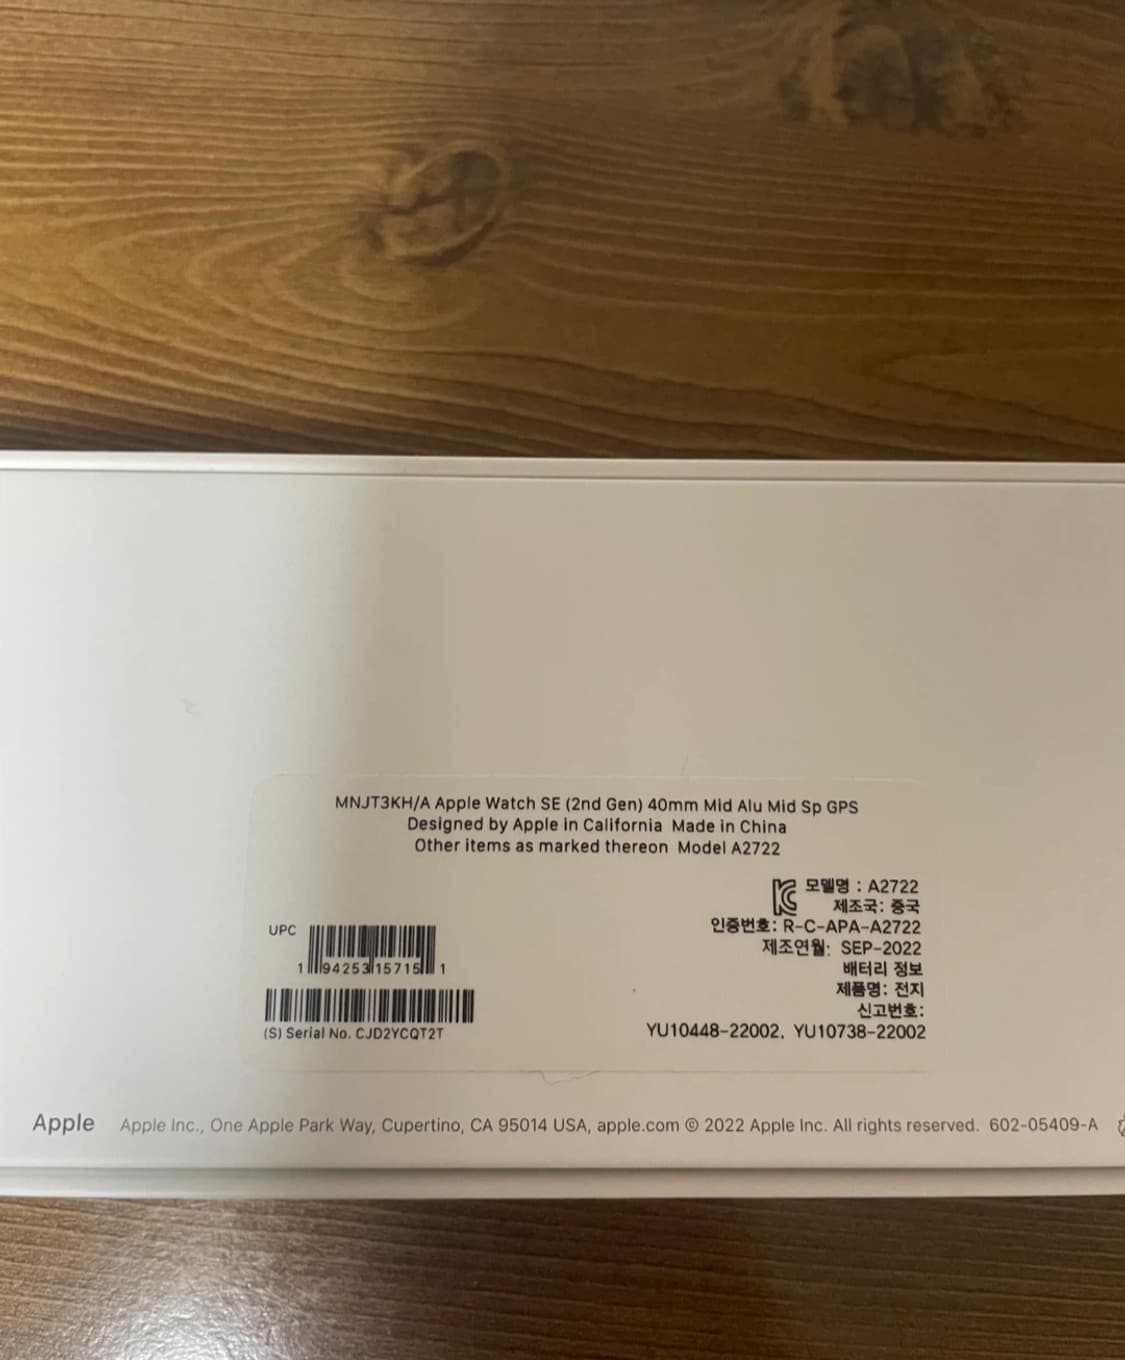 MNJT3KH/A Apple Watch SE (2nd Gen) 40mm Mid Alu Mid Sp GPS
Designed by Apple in California Made in China
Other items as marked thereon Model A2722
모델명 : A2722
제조국: 중국
인증번호: R-C-APA-A2722
제조연월: SEP-2022
배터리 정보
제품명: 전지
신고번호:
YU10448-22002, YU10738-22002
UPC
1 94253 15715 1
(S) Serial No. CJD2YCQT2T
Apple Apple Inc., One Apple Park Way, Cupertino, CA 95014 USA, apple.com © 2022 Apple Inc. All rights reserved. 602-05409-A